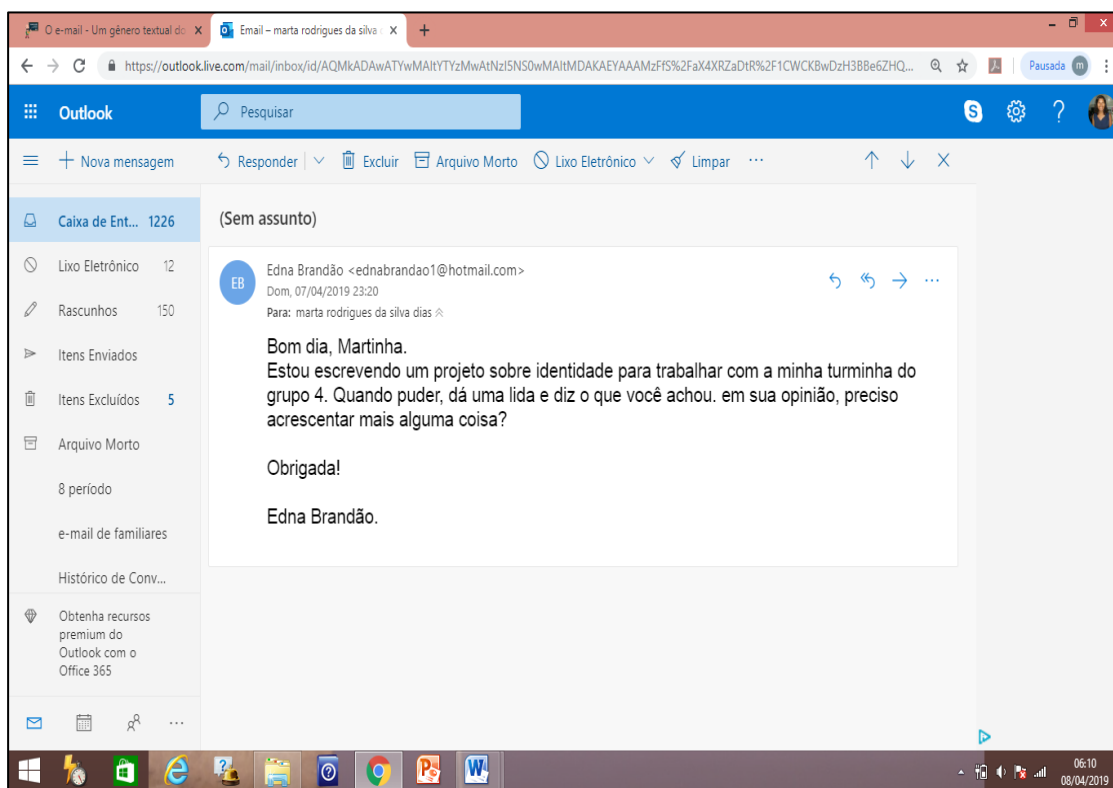 O e-mail - Um gênero textual do
Email – marta rodrigues da silva
https://outlook.live.com/mail/inbox/id/AQMkADAwATYwMAItYTYzMwAtNzI5NS0wMAItMDAKAEYAAAMzFfS%2FaX4XRZaDtR%2F1CWCKBwDzH3BBe6ZHQ...
Pausada m
Outlook
Pesquisar
S
?
Nova mensagem
Responder
Excluir
Arquivo Morto
Lixo Eletrônico
Limpar
...
Caixa de Ent... 1226
Lixo Eletrônico 12
Rascunhos 150
Itens Enviados
Itens Excluídos 5
Arquivo Morto
8 período
e-mail de familiares
Histórico de Conv...
Obtenha recursos
premium do
Outlook com o
Office 365
...
(Sem assunto)
EB
Edna Brandão <ednabrandao1@hotmail.com>
Dom, 07/04/2019 23:20
Para: marta rodrigues da silva dias
Bom dia, Martinha.
Estou escrevendo um projeto sobre identidade para trabalhar com a minha turminha do
grupo 4. Quando puder, dá uma lida e diz o que você achou. em sua opinião, preciso
acrescentar mais alguma coisa?
Obrigada!
Edna Brandão.
06:10
08/04/2019